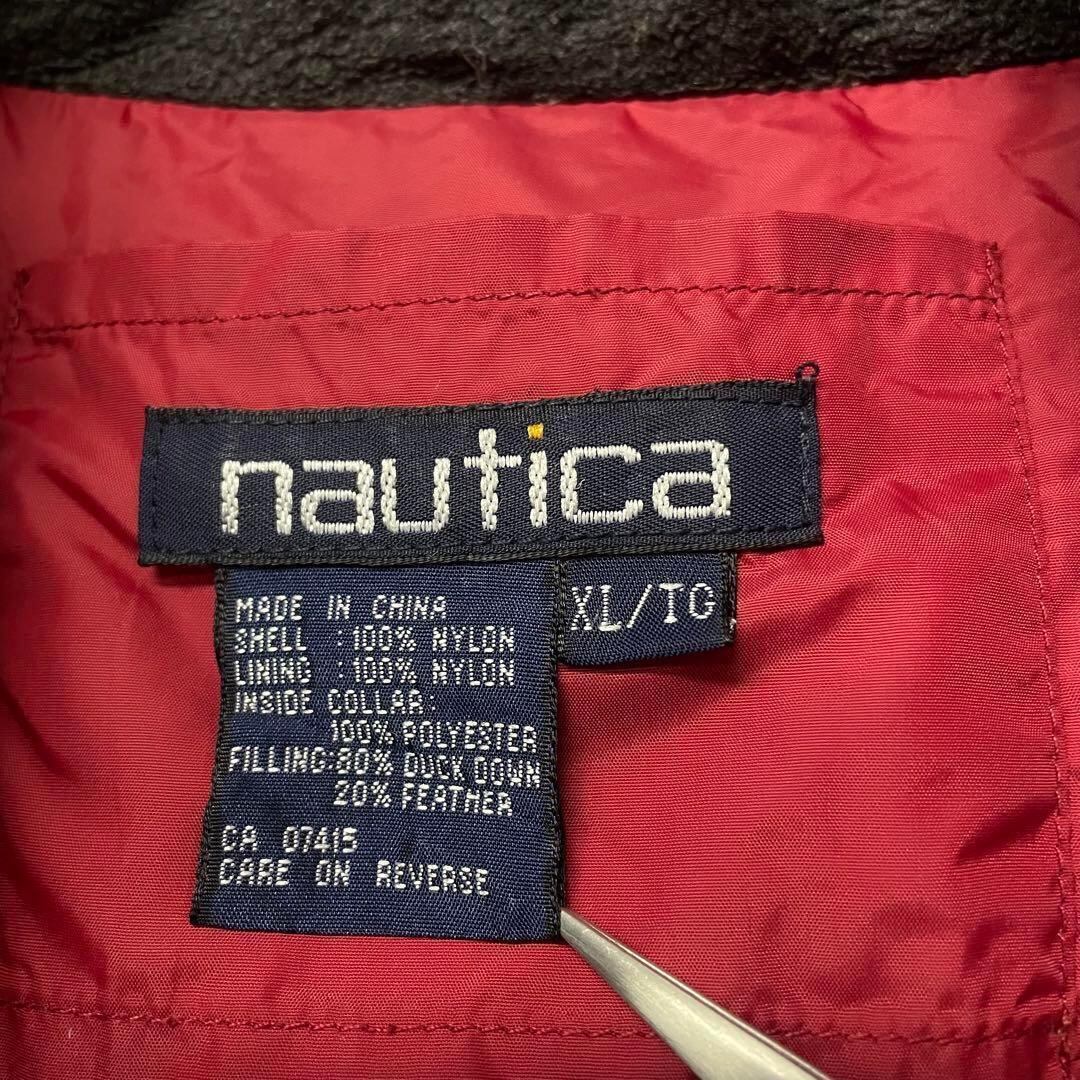 nautica
XL/TG
MADE IN CHINA
SHELL :100% NYLON
LINING :100% NYLON
INSIDE COLLAR:
100% POLYESTER
FILLING:80% DUCK DOWN
20% FEATHER
CA 07415
CARE ON REVERSE